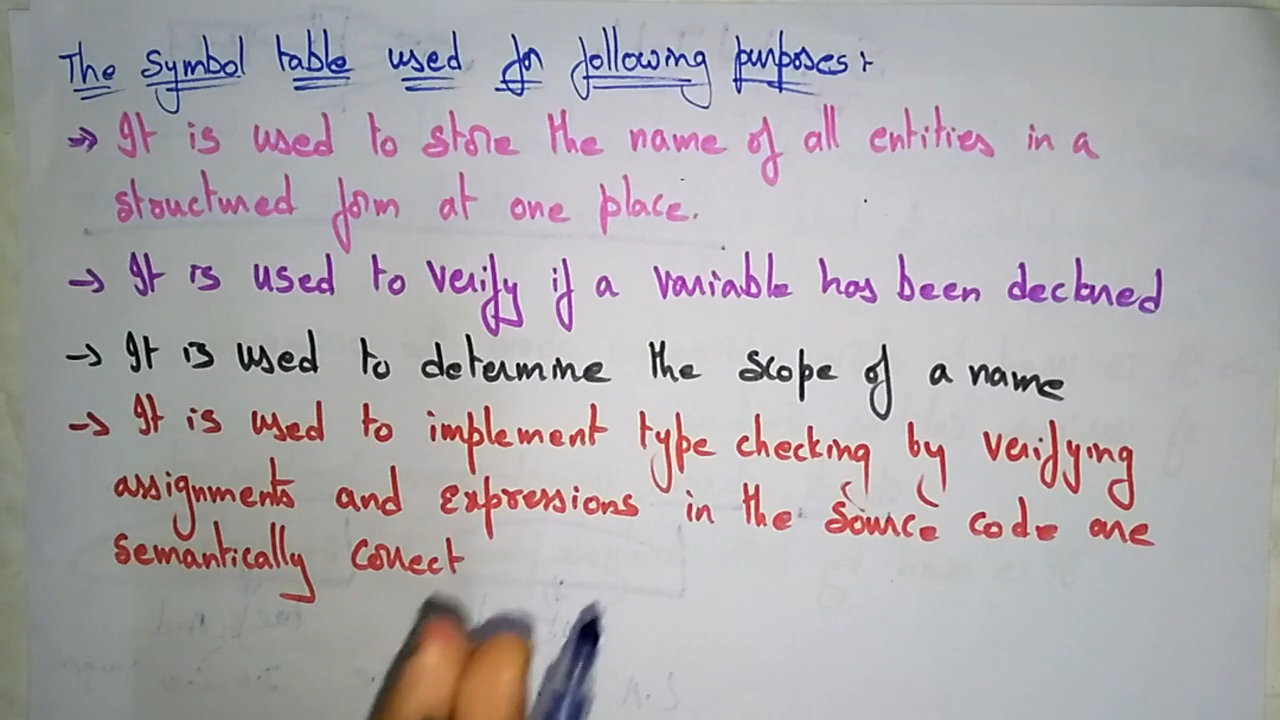 The symbol table used for following purposes:
→ It is used to store the name of all entities in a
structured form at one place.
→ It is used to verify if a variable has been declared
→ It is used to determine the scope of a name
→ It is used to implement type checking by verifying
assignments and expressions in the source code are
semantically correct